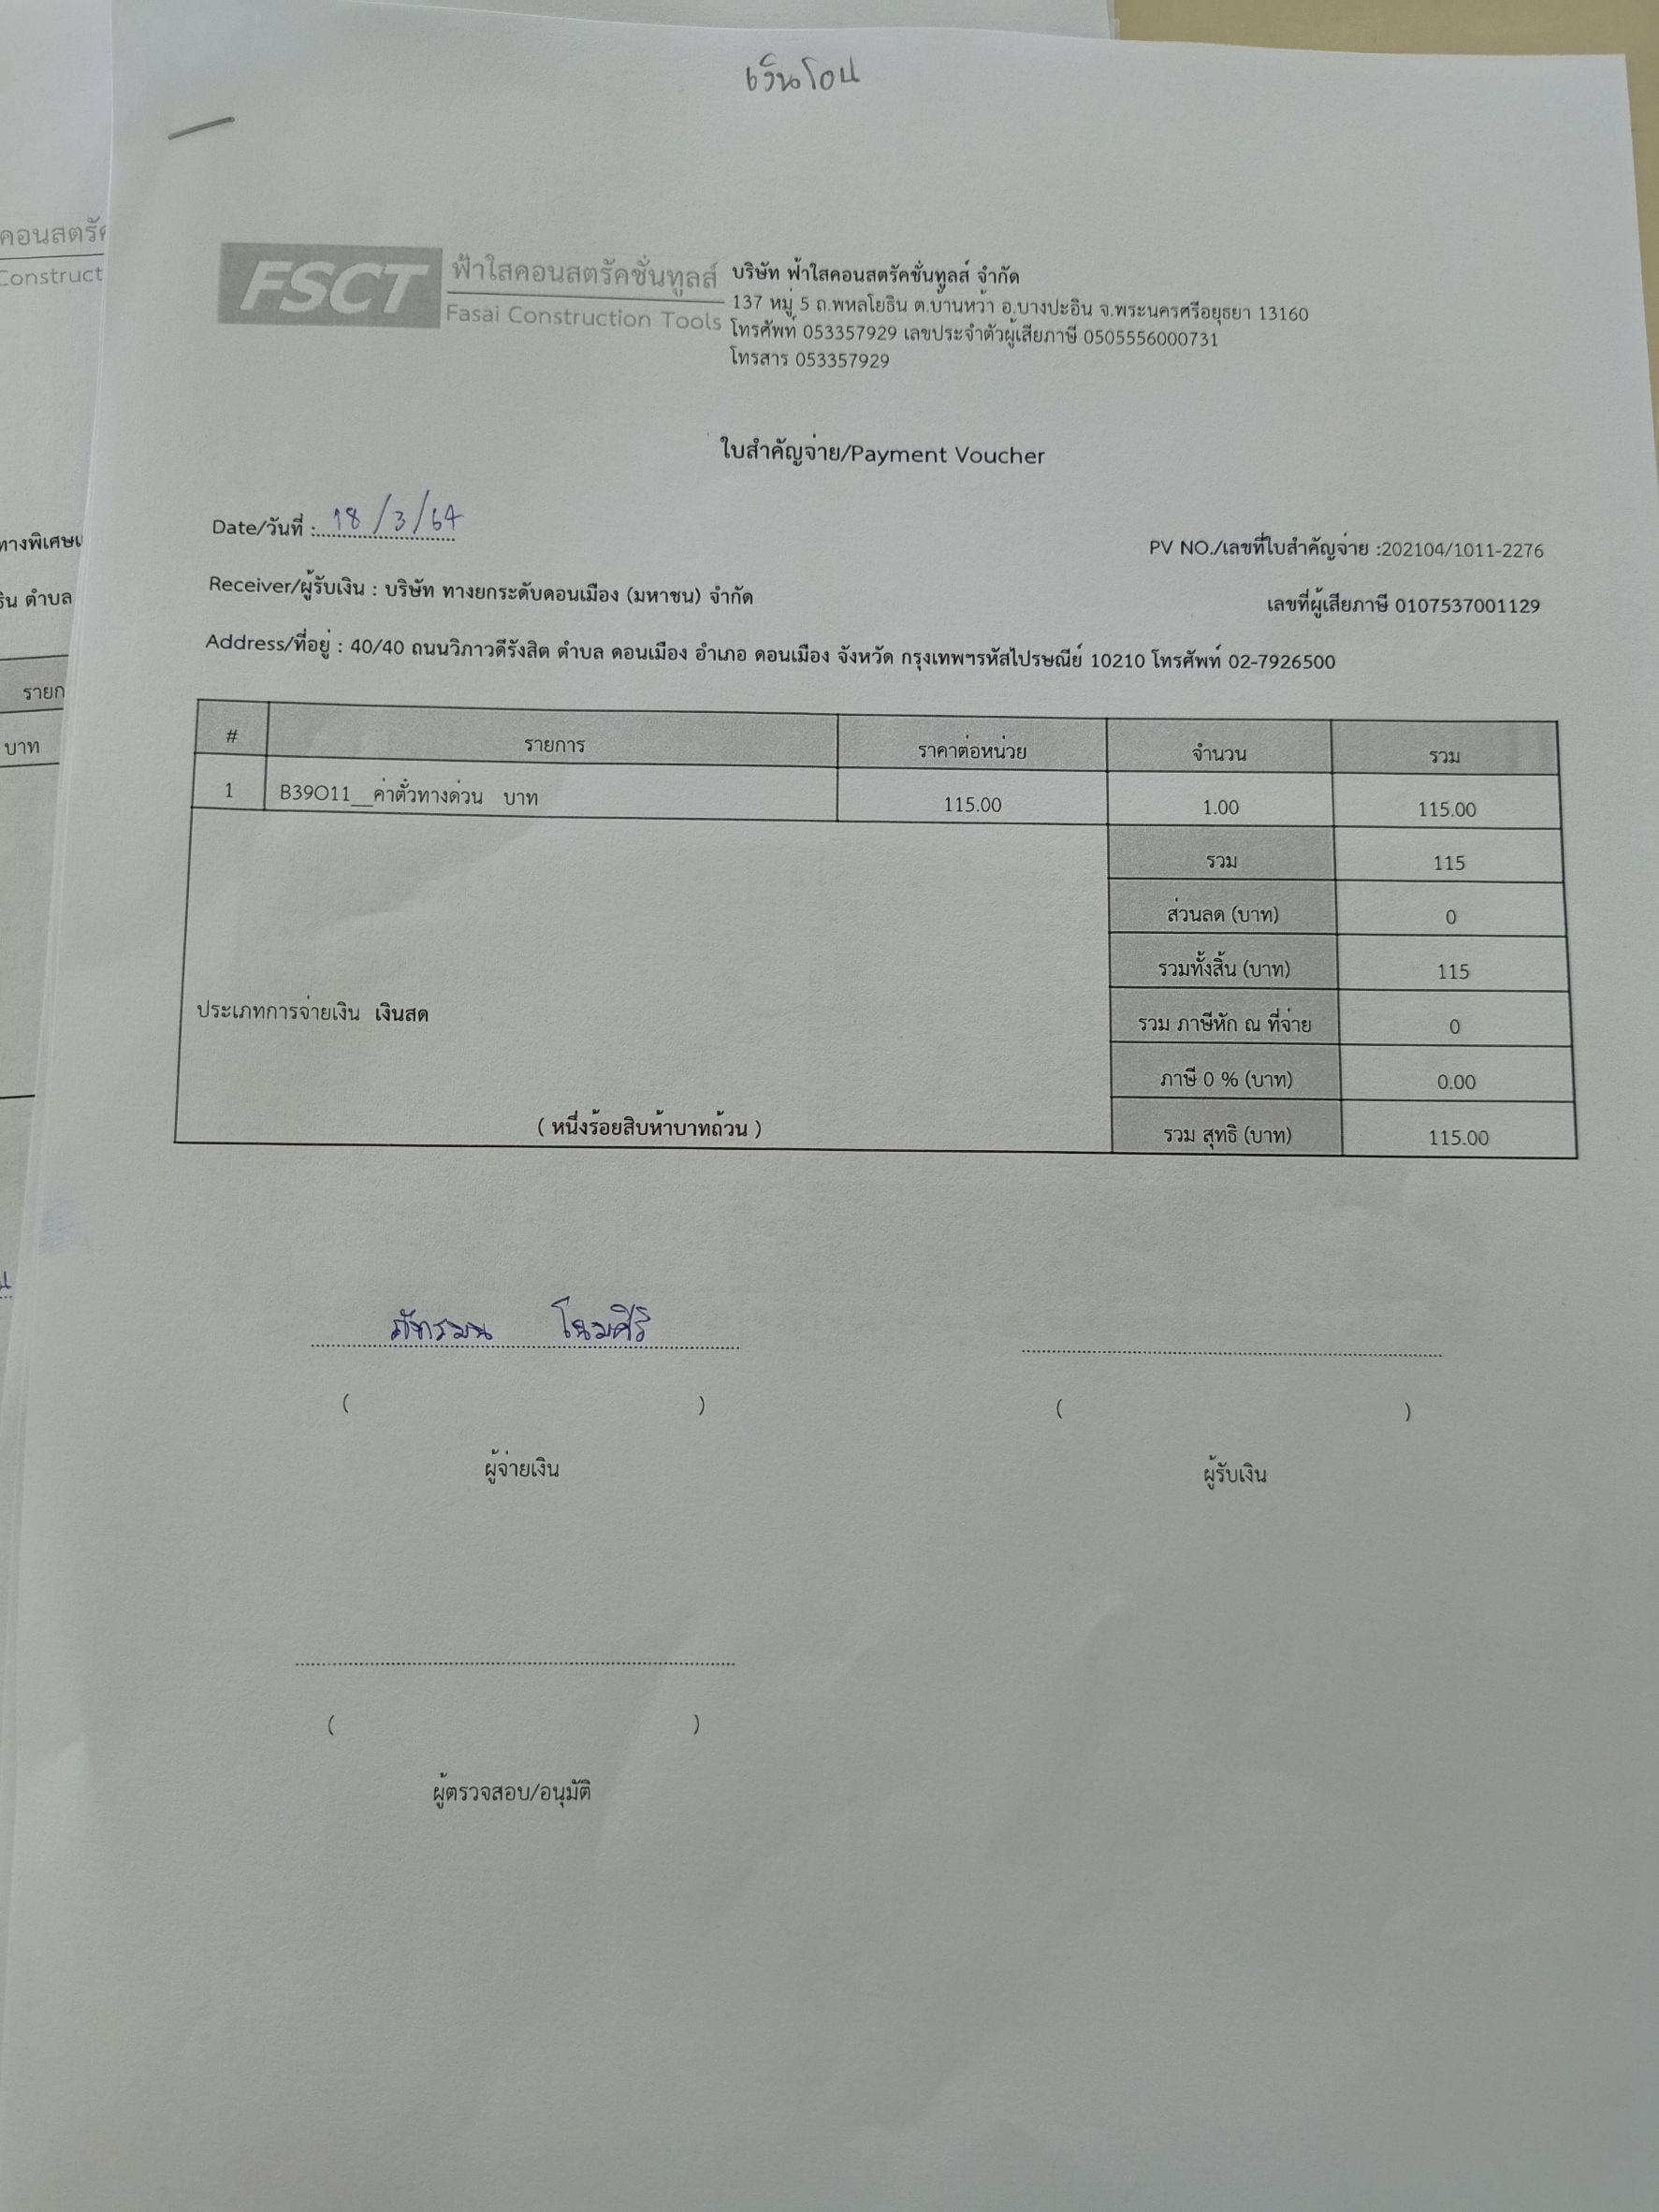 เงินโอน
คอนสตรัค
Construct
FSCT
ฟ้าใสคอนสตรัคชั่นทูลส์
Fasai Construction Tools
บริษัท ฟ้าใสคอนสตรัคชั่นทูลส์ จำกัด
137 หมู่ 5 ถ.พหลโยธิน ต.บ้านหว้า อ.บางปะอิน จ.พระนครศรีอยุธยา 13160
โทรศัพท์ 053357929 เลขประจำตัวผู้เสียภาษี 0505556000731
โทรสาร 053357929
ใบสำคัญจ่าย/Payment Voucher
Date/วันที่ : 18/3/64
PV NO./เลขที่ใบสำคัญจ่าย :202104/1011-2276
Receiver/ผู้รับเงิน : บริษัท ทางยกระดับดอนเมือง (มหาชน) จำกัด
เลขที่ผู้เสียภาษี 0107537001129
Address/ที่อยู่ : 40/40 ถนนวิภาวดีรังสิต ตำบล ดอนเมือง อำเภอ ดอนเมือง จังหวัด กรุงเทพฯรหัสไปรษณีย์ 10210 โทรศัพท์ 02-7926500
ทางพิเศษ
ตำบล
บาท
# รายการ ราคาต่อหน่วย จำนวน รวม
1 B39011__ค่าตั๋วทางด่วน บาท 115.00 1.00 115.00
รวม 115
ส่วนลด (บาท) 0
รวมทั้งสิ้น (บาท) 115
ประเภทการจ่ายเงิน เงินสด
รวม ภาษีหัก ณ ที่จ่าย 0
ภาษี 0 % (บาท) 0.00
( หนึ่งร้อยสิบห้าบาทถ้วน )
รวม สุทธิ (บาท) 115.00
ภัทรมน โฉมศิริ
( ) ( )
ผู้จ่ายเงิน ผู้รับเงิน
( )
ผู้ตรวจสอบ/อนุมัติ